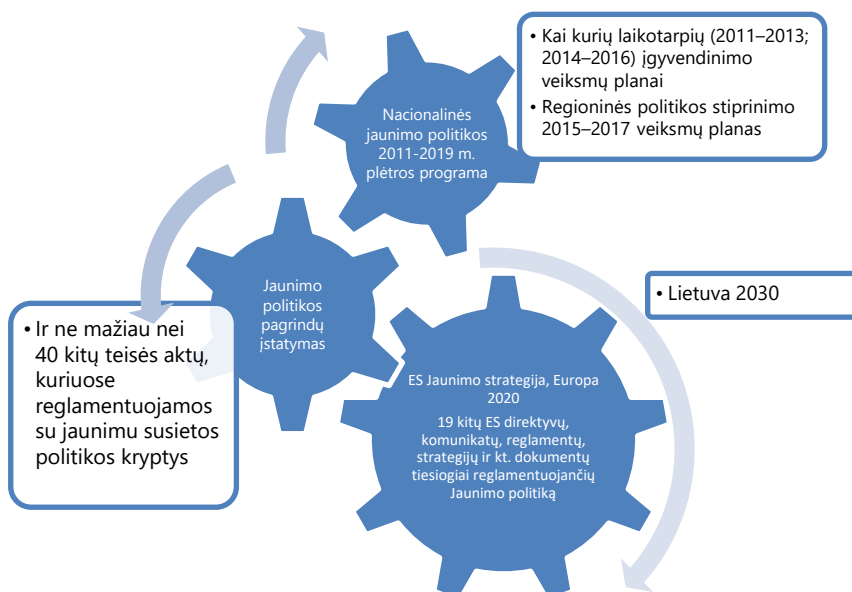 • Kai kurių laikotarpių (2011–2013;
2014–2016) įgyvendinimo
veiksmų planai
• Regioninės politikos stiprinimo
2015–2017 veiksmų planas
Nacionalinės
jaunimo politikos
2011-2019 m.
plėtros programa
Jaunimo
politikos
pagrindų
įstatymas
• Lietuva 2030
• Ir ne mažiau nei
40 kitų teisės aktų,
kuriuose
reglamentuojamos
su jaunimu susietos
politikos kryptys
ES Jaunimo strategija, Europa
2020
19 kitų ES direktyvų,
komunikatų, reglamentų,
strategijų ir kt. dokumentų
tiesiogiai reglamentuojančių
Jaunimo politiką